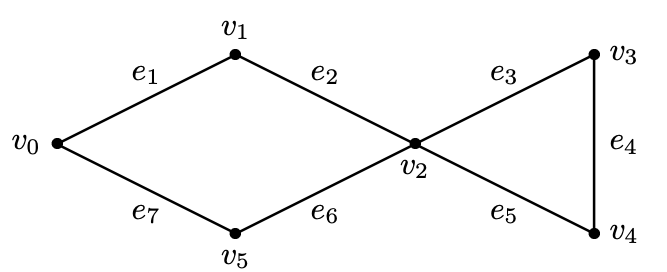 v₁
v₃
e₁
e₂
e₃
v₀
e₄
v₂
e₇
e₆
e₅
v₄
v₅